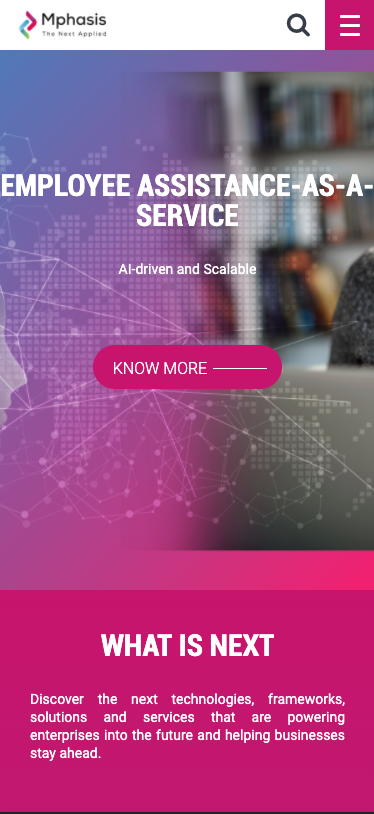 Mphasis
The Next Applied
EMPLOYEE ASSISTANCE-AS-A-
SERVICE
AI-driven and Scalable
KNOW MORE
WHAT IS NEXT
Discover the next technologies, frameworks,
solutions and services that are powering
enterprises into the future and helping businesses
stay ahead.